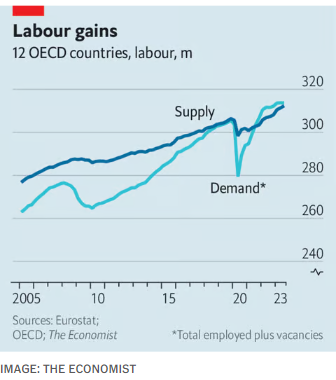 Labour gains
12 OECD countries, labour, m
320
Supply
300
280
Demand*
260
240
2005 10 15 20 23
Sources: Eurostat;
OECD; The Economist *Total employed plus vacancies
IMAGE: THE ECONOMIST